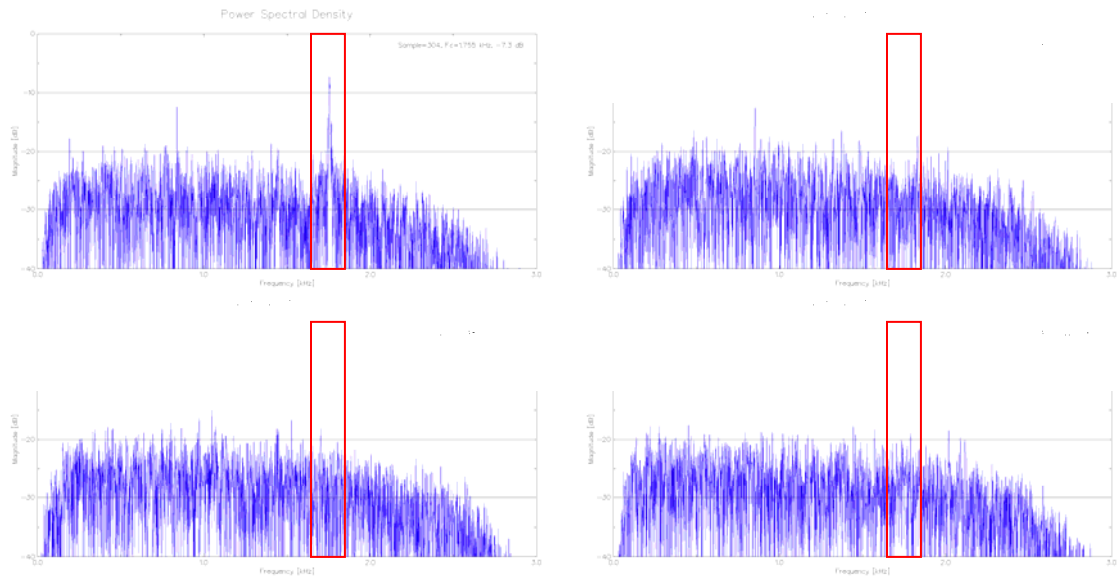 Power Spectral Density
Sample=304, Fc=1.755 kHz, -7.3 dB
0
-10
-20
-30
-40
Magnitude [dB]
0.0 1.0 2.0 3.0
Frequency [kHz]
-20
-30
-40
Magnitude [dB]
0.0 1.0 2.0 3.0
Frequency [kHz]
-20
-30
-40
Magnitude [dB]
0.0 1.0 2.0 3.0
Frequency [kHz]
-20
-30
-40
Magnitude [dB]
0.0 1.0 2.0 3.0
Frequency [kHz]